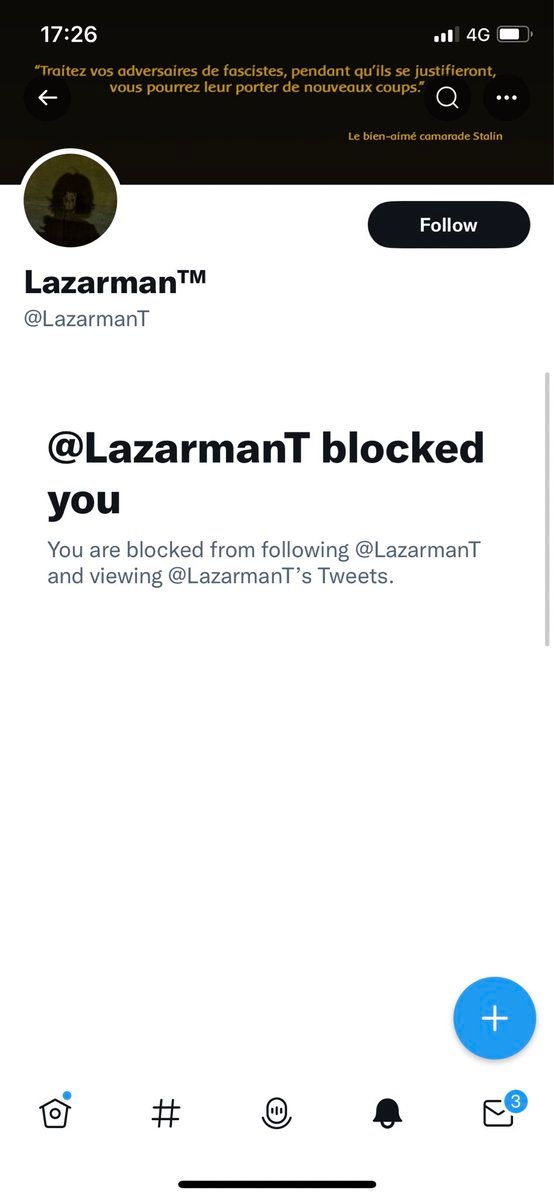 17:26
4G
“Traitez vos adversaires de fascistes, pendant qu’ils se justifieront,
vous pourrez leur porter de nouveaux coups.”
Le bien-aimé camarade Stalin
Follow
Lazarman™
@LazarmanT
@LazarmanT blocked
you
You are blocked from following @LazarmanT
and viewing @LazarmanT’s Tweets.
3